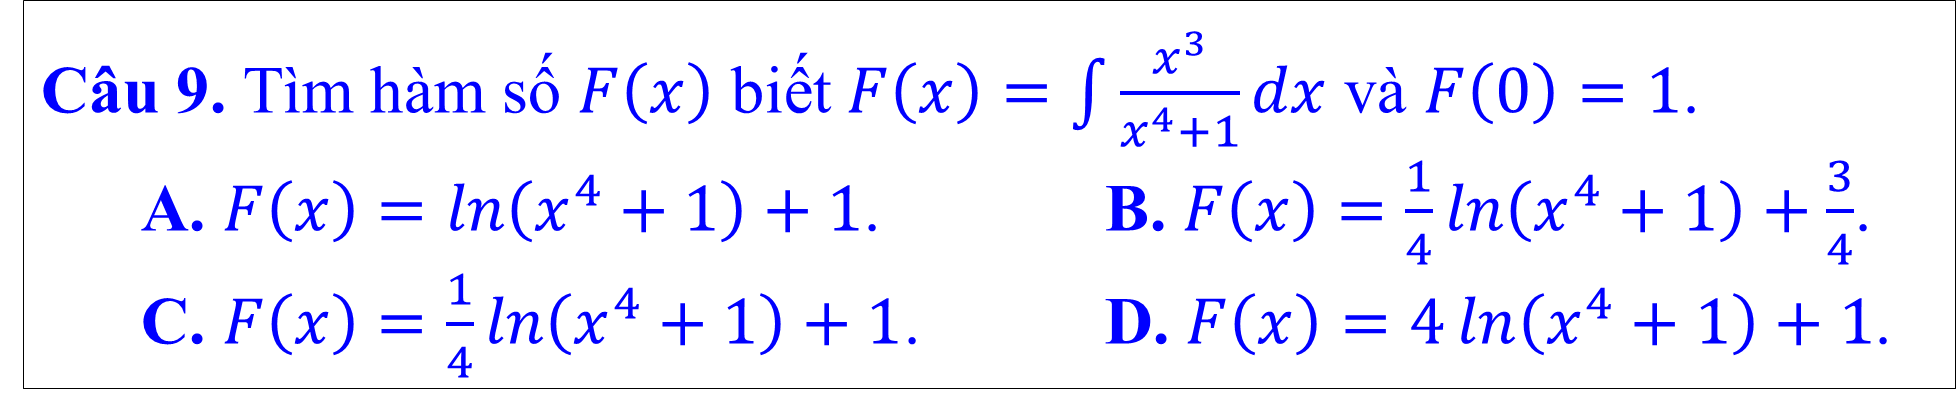 Câu 9. Tìm hàm số F(x) biết F(x) = ∫ x³/(x⁴+1) dx và F(0) = 1.
A. F(x) = ln(x⁴ + 1) + 1. B. F(x) = 1/4 ln(x⁴ + 1) + 3/4.
C. F(x) = 1/4 ln(x⁴ + 1) + 1. D. F(x) = 4 ln(x⁴ + 1) + 1.